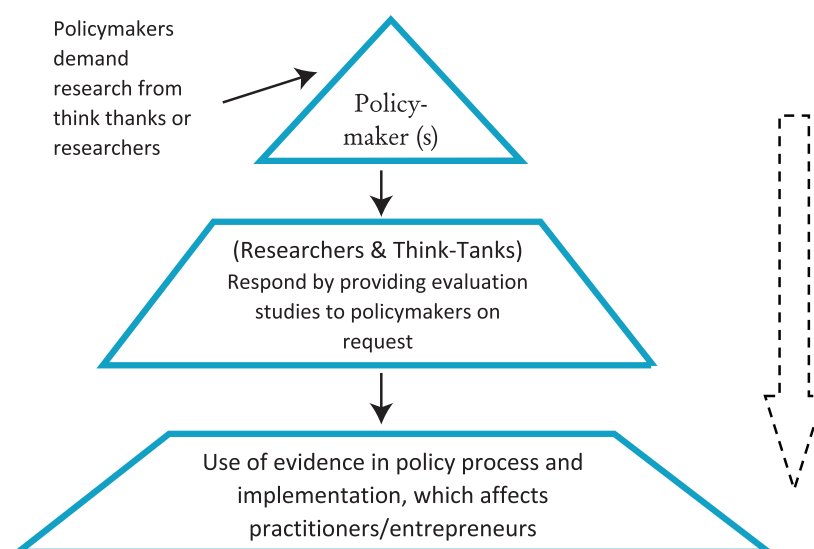 Policymakers
demand
research from
think thanks or
researchers
Policy-
maker (s)
(Researchers & Think-Tanks)
Respond by providing evaluation
studies to policymakers on
request
Use of evidence in policy process and
implementation, which affects
practitioners/entrepreneurs